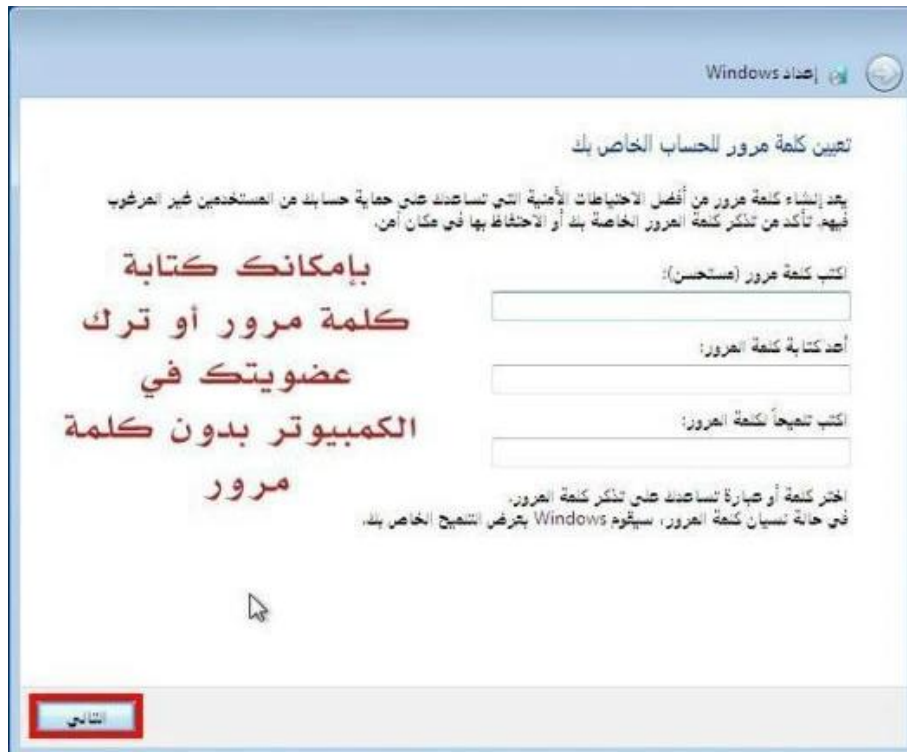 إعداد Windows
تعيين كلمة مرور للحساب الخاص بك
يعد إنشاء كلمة مرور من أفضل الاحتياطات الأمنية التي تساعدك على حماية حسابك من المستخدمين غير المرغوب
فيهم. تأكد من تذكر كلمة المرور الخاصة بك أو الاحتفاظ بها في مكان آمن.
اكتب كلمة مرور (مستحسن):
أعد كتابة كلمة المرور:
اكتب تلميحاً لكلمة المرور:
اختر كلمة أو عبارة تساعدك على تذكر كلمة المرور.
في حالة نسيان كلمة المرور، سيقوم Windows بعرض التلميح الخاص بك.
بإمكانك كتابة
كلمة مرور أو ترك
عضويتك في
الكمبيوتر بدون كلمة
مرور
التالي